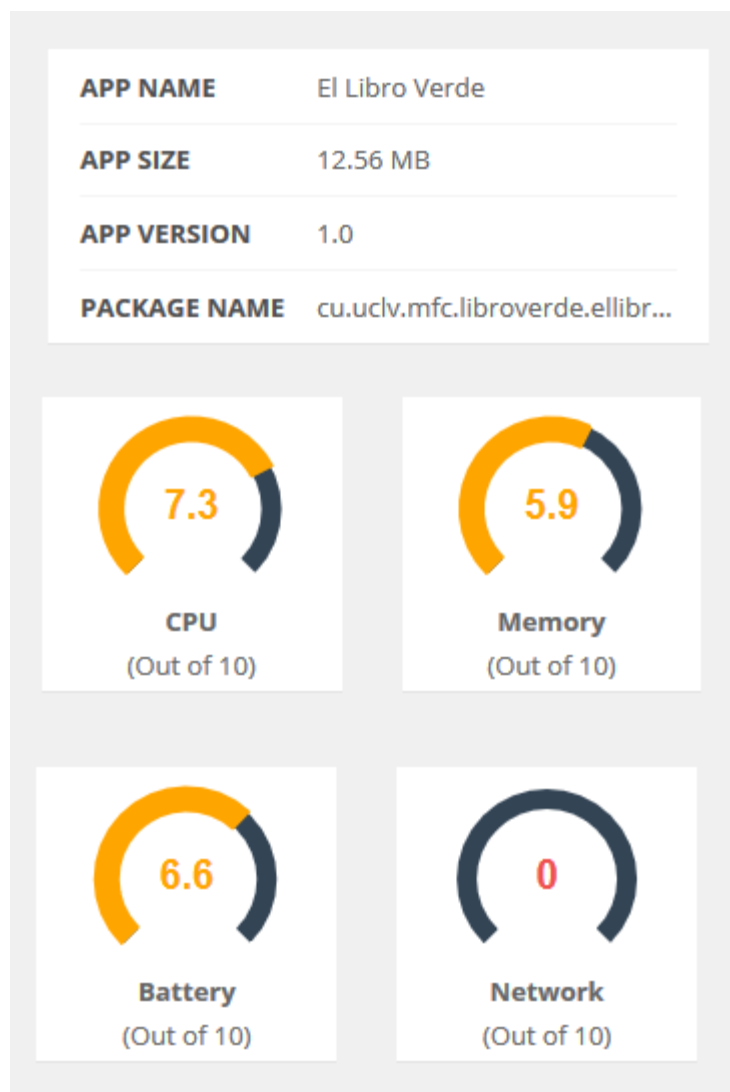 APP NAME El Libro Verde
APP SIZE 12.56 MB
APP VERSION 1.0
PACKAGE NAME cu.uclv.mfc.libroverde.ellibr...
7.3 5.9
CPU Memory
(Out of 10) (Out of 10)
6.6 0
Battery Network
(Out of 10) (Out of 10)